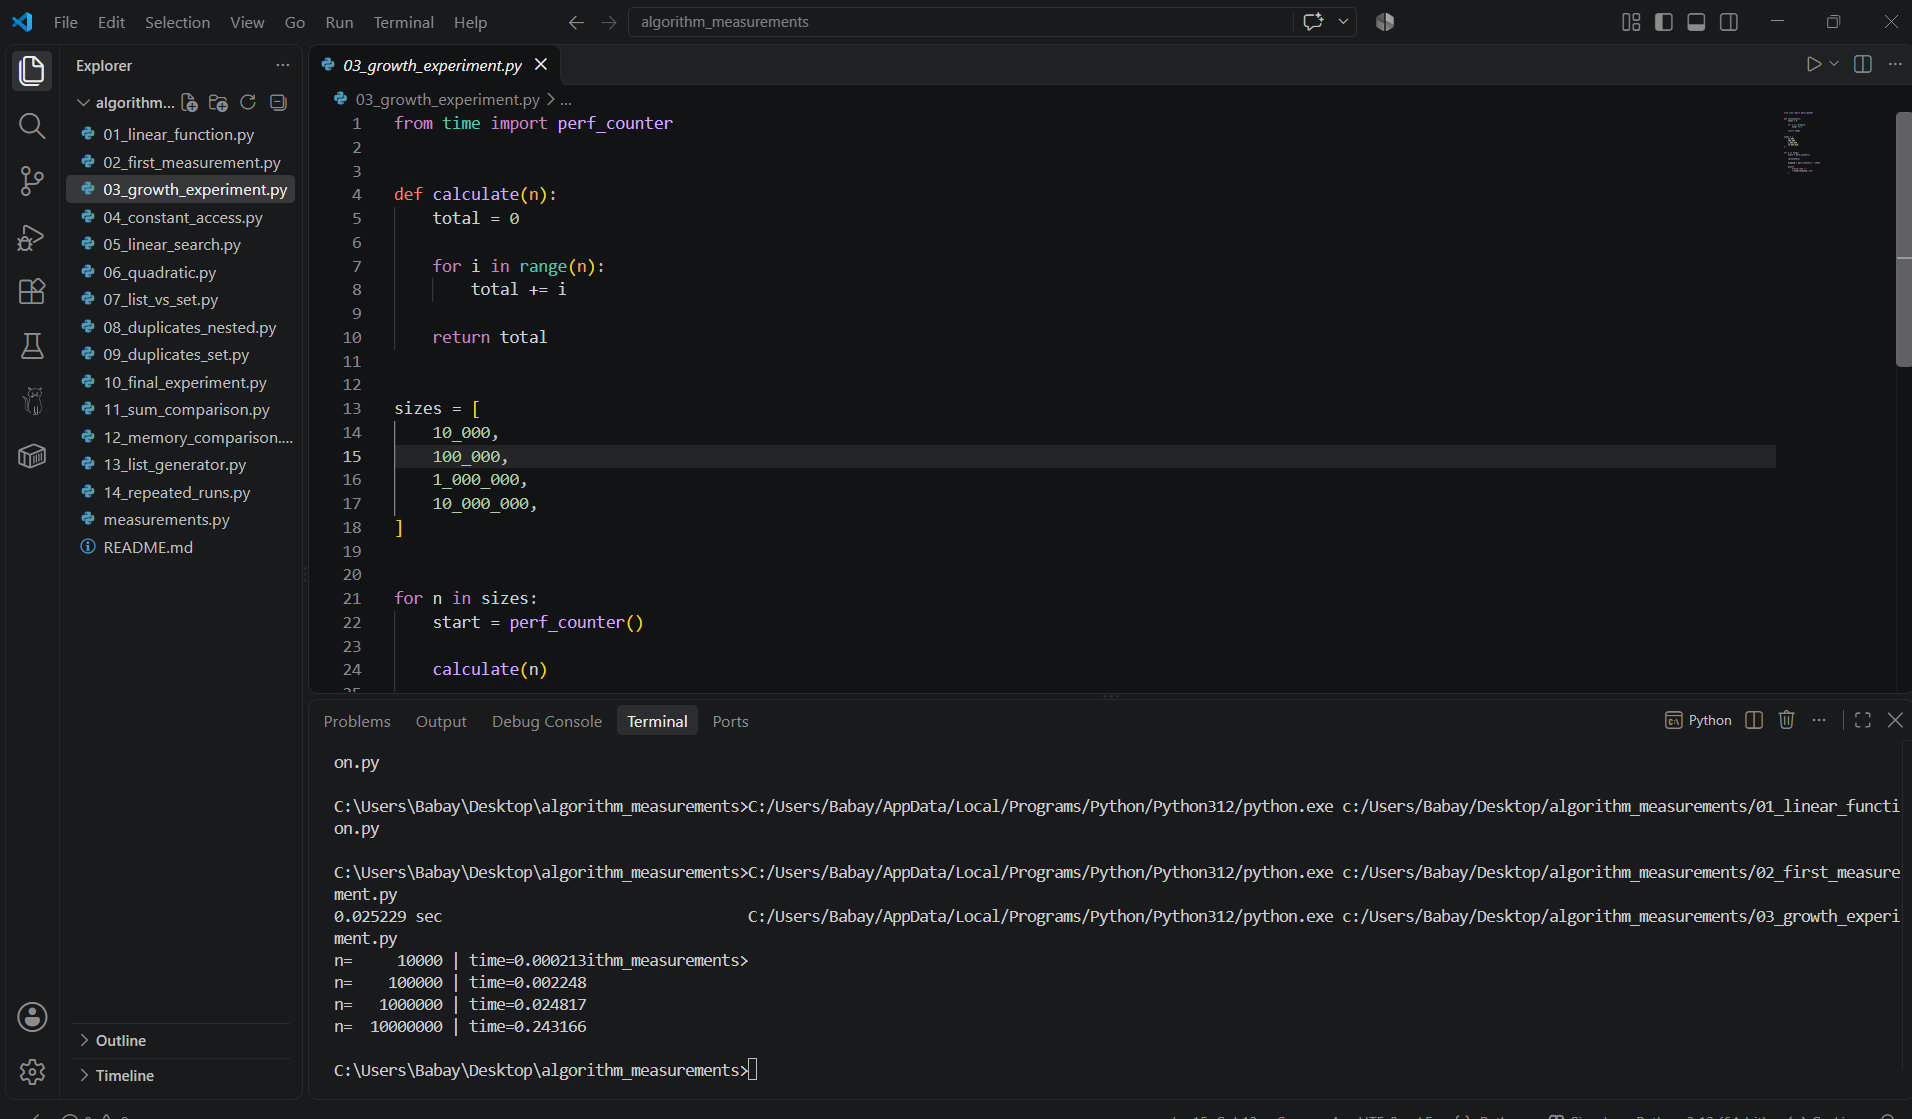 File Edit Selection View Go Run Terminal Help
algorithm_measurements
Explorer
03_growth_experiment.py
algorithm...
03_growth_experiment.py > ...
01_linear_function.py
02_first_measurement.py
03_growth_experiment.py
04_constant_access.py
05_linear_search.py
06_quadratic.py
07_list_vs_set.py
08_duplicates_nested.py
09_duplicates_set.py
10_final_experiment.py
11_sum_comparison.py
12_memory_comparison....
13_list_generator.py
14_repeated_runs.py
measurements.py
README.md
Outline
Timeline
1 from time import perf_counter
2
3
4 def calculate(n):
5 total = 0
6
7 for i in range(n):
8 total += i
9
10 return total
11
12
13 sizes = [
14 10_000,
15 100_000,
16 1_000_000,
17 10_000_000,
18 ]
19
20
21 for n in sizes:
22 start = perf_counter()
23
24 calculate(n)
Problems Output Debug Console Terminal Ports
Python
on.py
C:\Users\Babay\Desktop\algorithm_measurements>C:/Users/Babay/AppData/Local/Programs/Python/Python312/python.exe c:/Users/Babay/Desktop/algorithm_measurements/01_linear_functi
on.py
C:\Users\Babay\Desktop\algorithm_measurements>C:/Users/Babay/AppData/Local/Programs/Python/Python312/python.exe c:/Users/Babay/Desktop/algorithm_measurements/02_first_measure
ment.py
0.025229 sec C:/Users/Babay/AppData/Local/Programs/Python/Python312/python.exe c:/Users/Babay/Desktop/algorithm_measurements/03_growth_experi
ment.py
n= 10000 | time=0.000213ithm_measurements>
n= 100000 | time=0.002248
n= 1000000 | time=0.024817
n= 10000000 | time=0.243166
C:\Users\Babay\Desktop\algorithm_measurements>